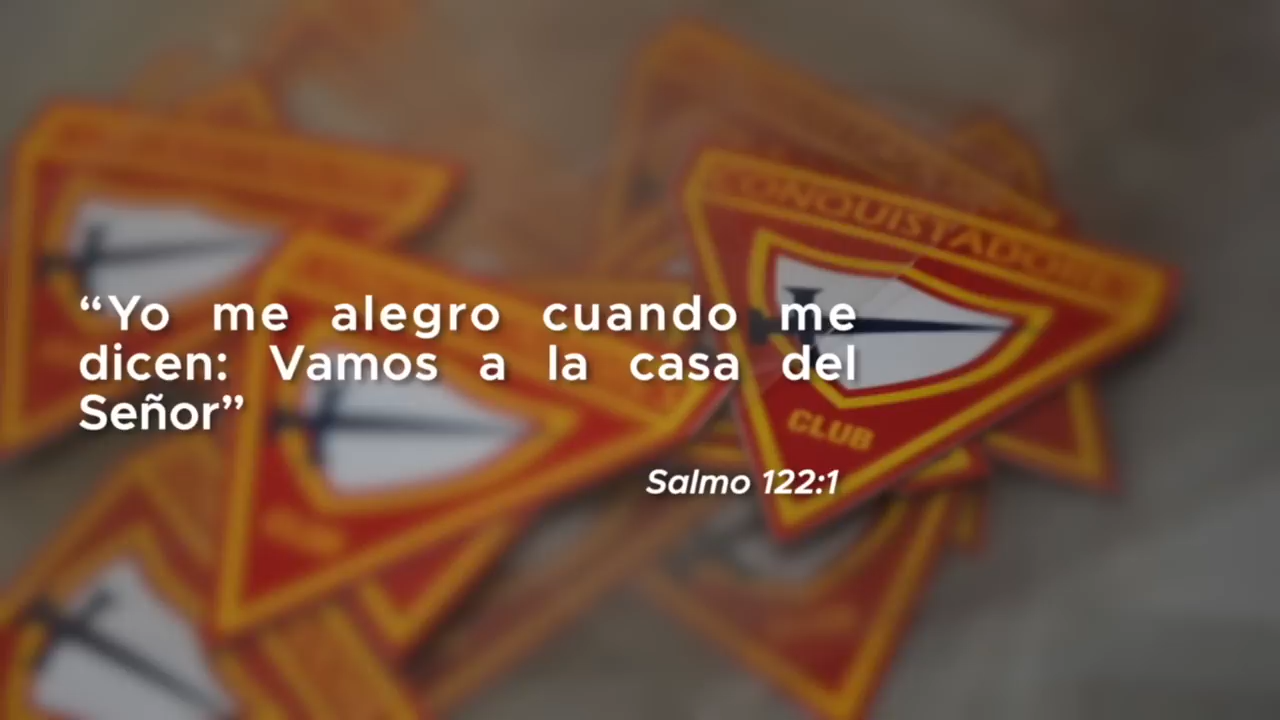 CONQUISTADORES
“Yo me alegro cuando me
dicen: Vamos a la casa del
Señor”
CLUB
Salmo 122:1